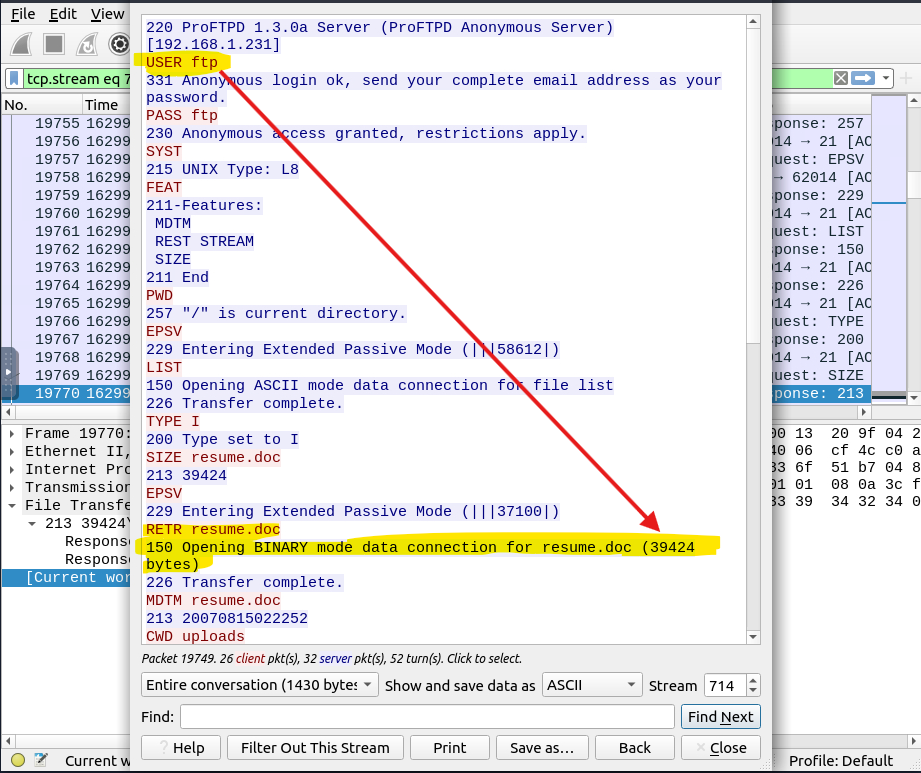 File Edit View
tcp.stream eq 7
No. Time
19755 16299
19756 16299
19757 16299
19758 16299
19759 16299
19760 16299
19761 16299
19762 16299
19763 16299
19764 16299
19765 16299
19766 16299
19767 16299
19768 16299
19769 16299
19770 16299
Frame 19770:
Ethernet II,
Internet Pro
Transmission
File Transfe
213 39424\
Respons
Respons
[Current wor
Current w
220 ProFTPD 1.3.0a Server (ProFTPD Anonymous Server)
[192.168.1.231]
USER ftp
331 Anonymous login ok, send your complete email address as your
password.
PASS ftp
230 Anonymous access granted, restrictions apply.
SYST
215 UNIX Type: L8
FEAT
211-Features:
MDTM
REST STREAM
SIZE
211 End
PWD
257 "/" is current directory.
EPSV
229 Entering Extended Passive Mode (|||58612|)
LIST
150 Opening ASCII mode data connection for file list
226 Transfer complete.
TYPE I
200 Type set to I
SIZE resume.doc
213 39424
EPSV
229 Entering Extended Passive Mode (|||37100|)
RETR resume.doc
150 Opening BINARY mode data connection for resume.doc (39424
bytes)
226 Transfer complete.
MDTM resume.doc
213 20070815022252
CWD uploads
Packet 19749. 26 client pkt(s), 32 server pkt(s), 52 turn(s). Click to select.
Entire conversation (1430 bytes Show and save data as ASCII Stream 714
Find: Find Next
? Help Filter Out This Stream Print Save as… Back Close
sponse: 257
014 → 21 [AC
quest: EPSV
→ 62014 [AC
sponse: 229
014 → 21 [AC
quest: LIST
sponse: 150
014 → 21 [AC
sponse: 226
014 → 21 [AC
quest: TYPE
sponse: 200
014 → 21 [AC
quest: SIZE
sponse: 213
00 13 20 9f 04 2
40 06 cf 4c c0 a
33 6f 51 b7 04 8
01 01 08 0a 3c f
33 39 34 32 34 0
Profile: Default